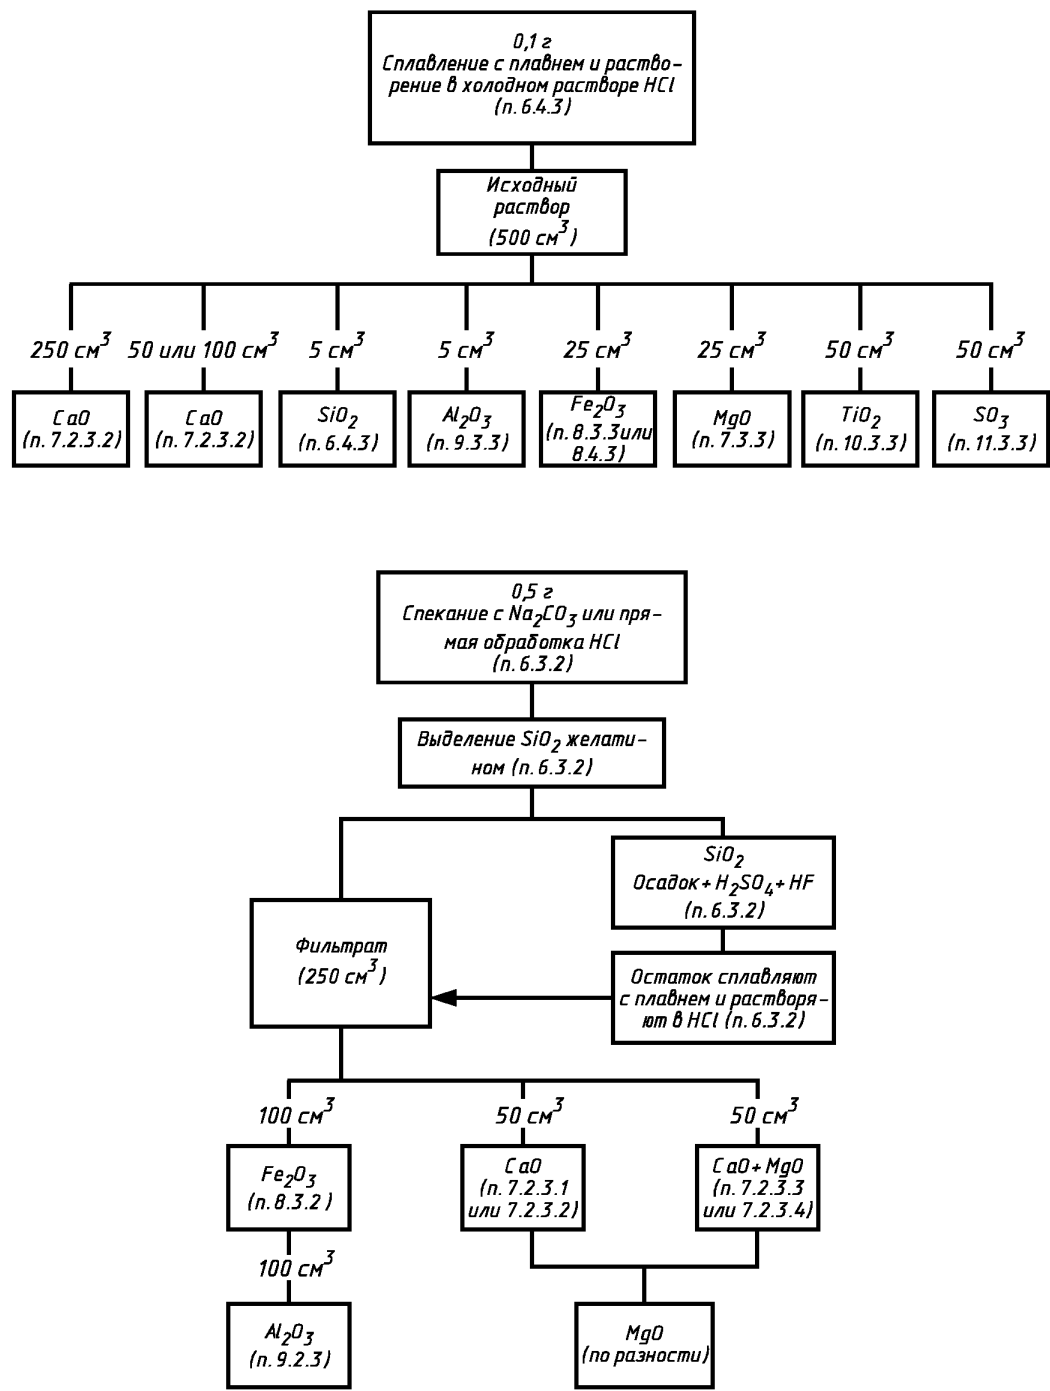 0,1 г
Сплавление с плавнем и раство-
рение в холодном растворе HCl
(п. 6.4.3)
Исходный
раствор
(500 см³)
250 см³
50 или 100 см³
5 см³
5 см³
25 см³
25 см³
50 см³
50 см³
CaO
(п. 7.2.3.2)
CaO
(п. 7.2.3.2)
SiO₂
(п. 6.4.3)
Al₂O₃
(п. 9.3.3)
Fe₂O₃
(п. 8.3.3 или
8.4.3)
MgO
(п. 7.3.3)
TiO₂
(п. 10.3.3)
SO₃
(п. 11.3.3)
0,5 г
Спекание с Na₂CO₃ или пря-
мая обработка HCl
(п. 6.3.2)
Выделение SiO₂ желати-
ном (п. 6.3.2)
SiO₂
Осадок + H₂SO₄ + HF
(п. 6.3.2)
Фильтрат
(250 см³)
Остаток сплавляют
с плавнем и растворя-
ют в HCl (п. 6.3.2)
100 см³
50 см³
50 см³
Fe₂O₃
(п. 8.3.2)
CaO
(п. 7.2.3.1
или 7.2.3.2)
CaO + MgO
(п. 7.2.3.3
или 7.2.3.4)
100 см³
Al₂O₃
(п. 9.2.3)
MgO
(по разности)